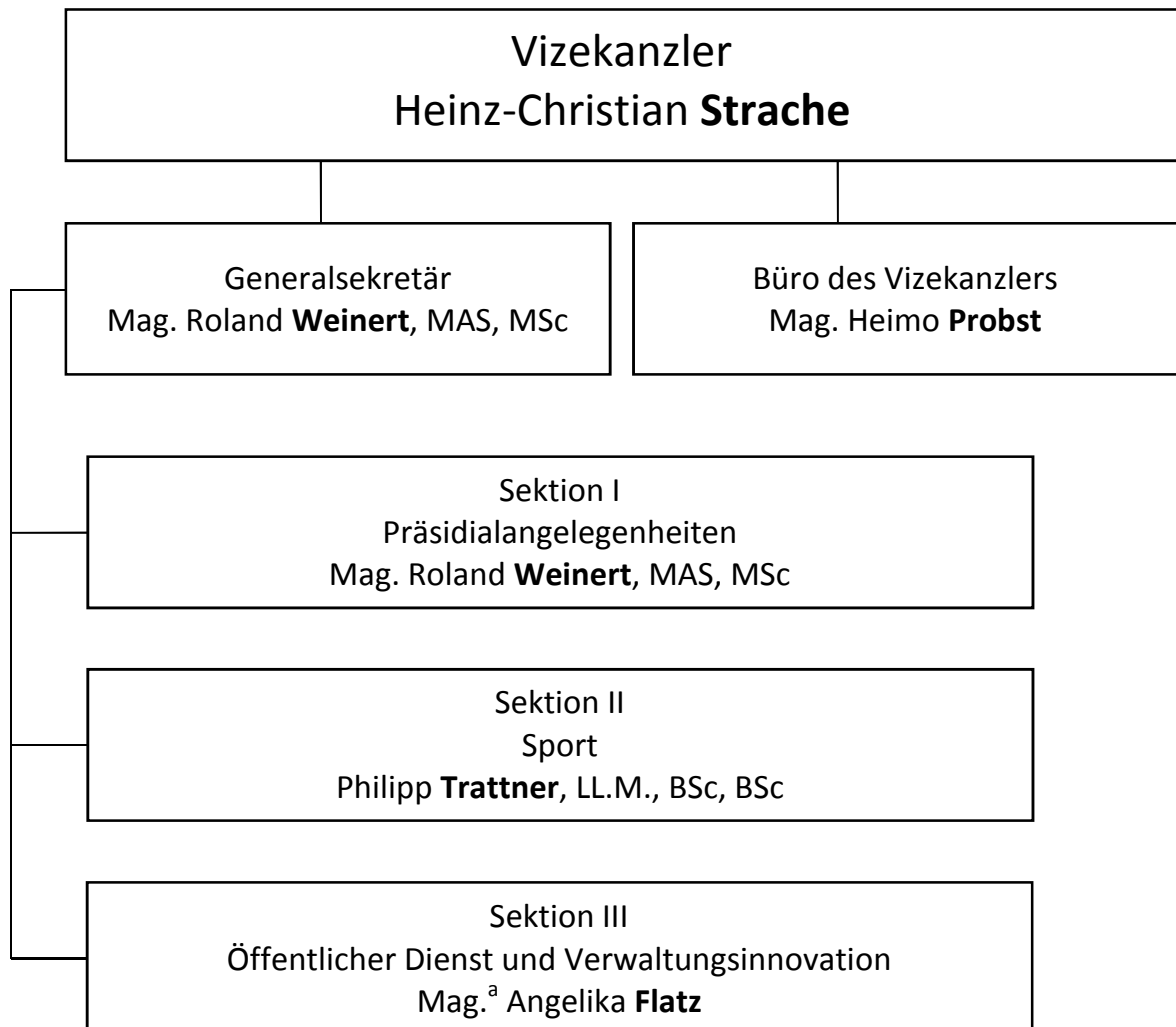 Vizekanzler
Heinz-Christian Strache
Generalsekretär
Mag. Roland Weinert, MAS, MSc
Büro des Vizekanzlers
Mag. Heimo Probst
Sektion I
Präsidialangelegenheiten
Mag. Roland Weinert, MAS, MSc
Sektion II
Sport
Philipp Trattner, LL.M., BSc, BSc
Sektion III
Öffentlicher Dienst und Verwaltungsinnovation
Mag.ª Angelika Flatz